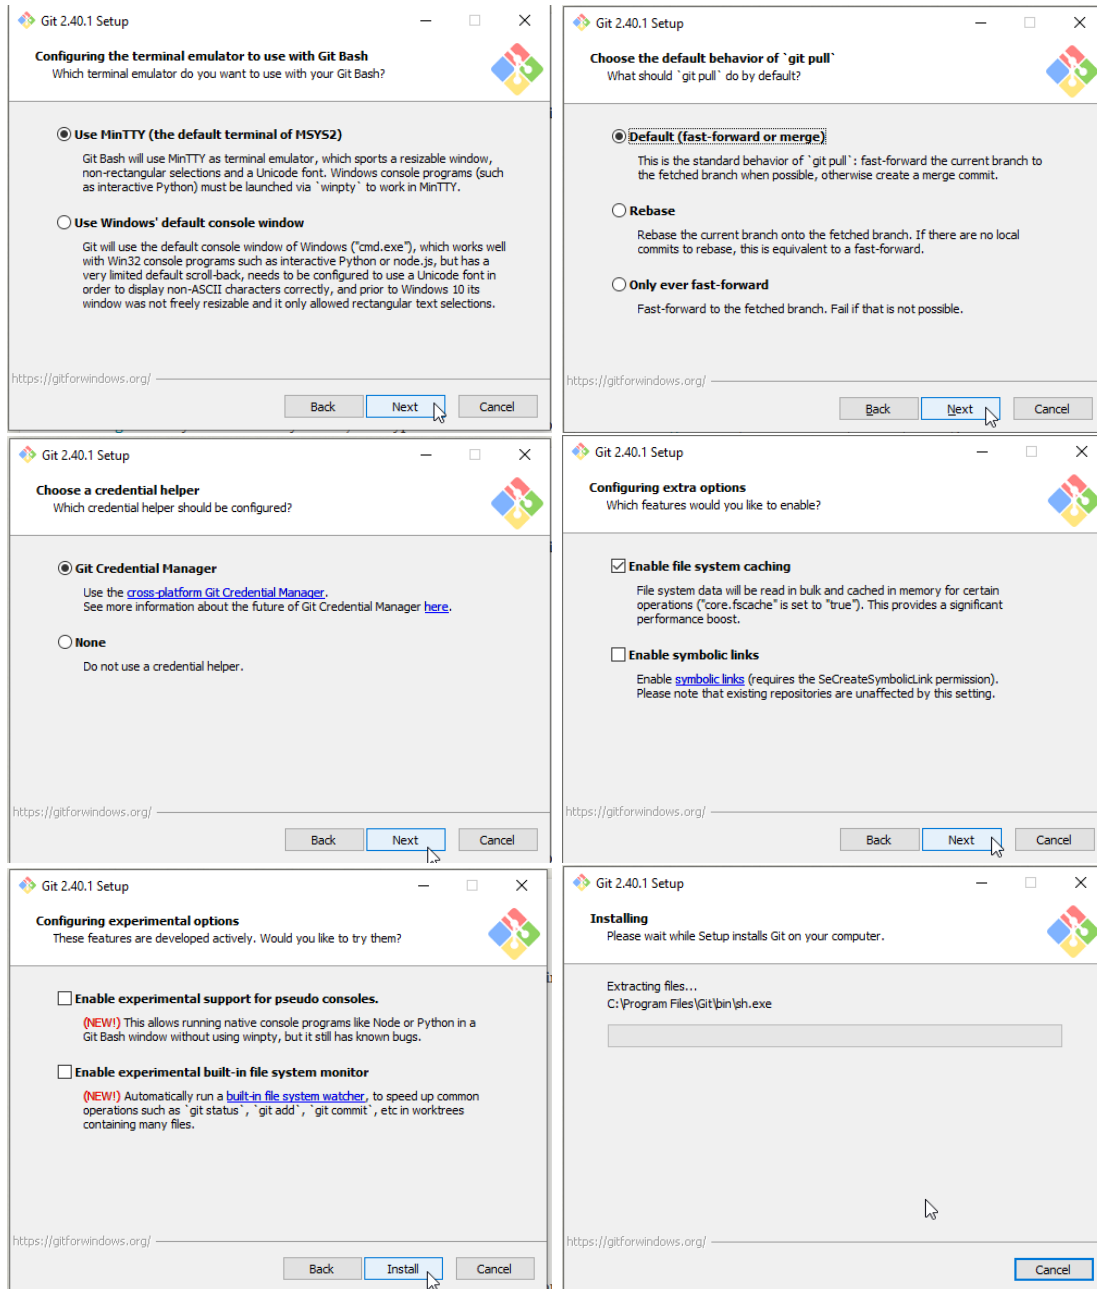 Git 2.40.1 Setup
Configuring the terminal emulator to use with Git Bash
Which terminal emulator do you want to use with your Git Bash?
Use MinTTY (the default terminal of MSYS2)
Git Bash will use MinTTY as terminal emulator, which sports a resizable window,
non-rectangular selections and a Unicode font. Windows console programs (such
as interactive Python) must be launched via `winpty` to work in MinTTY.
Use Windows' default console window
Git will use the default console window of Windows ("cmd.exe"), which works well
with Win32 console programs such as interactive Python or node.js, but has a
very limited default scroll-back, needs to be configured to use a Unicode font in
order to display non-ASCII characters correctly, and prior to Windows 10 its
window was not freely resizable and it only allowed rectangular text selections.
https://gitforwindows.org/
Back Next Cancel
Git 2.40.1 Setup
Choose the default behavior of `git pull`
What should `git pull` do by default?
Default (fast-forward or merge)
This is the standard behavior of `git pull`: fast-forward the current branch to
the fetched branch when possible, otherwise create a merge commit.
Rebase
Rebase the current branch onto the fetched branch. If there are no local
commits to rebase, this is equivalent to a fast-forward.
Only ever fast-forward
Fast-forward to the fetched branch. Fail if that is not possible.
https://gitforwindows.org/
Back Next Cancel
Git 2.40.1 Setup
Choose a credential helper
Which credential helper should be configured?
Git Credential Manager
Use the cross-platform Git Credential Manager.
See more information about the future of Git Credential Manager here.
None
Do not use a credential helper.
https://gitforwindows.org/
Back Next Cancel
Git 2.40.1 Setup
Configuring extra options
Which features would you like to enable?
Enable file system caching
File system data will be read in bulk and cached in memory for certain
operations ("core.fscache" is set to "true"). This provides a significant
performance boost.
Enable symbolic links
Enable symbolic links (requires the SeCreateSymbolicLink permission).
Please note that existing repositories are unaffected by this setting.
https://gitforwindows.org/
Back Next Cancel
Git 2.40.1 Setup
Configuring experimental options
These features are developed actively. Would you like to try them?
Enable experimental support for pseudo consoles.
(NEW!) This allows running native console programs like Node or Python in a
Git Bash window without using winpty, but it still has known bugs.
Enable experimental built-in file system monitor
(NEW!) Automatically run a built-in file system watcher, to speed up common
operations such as `git status`, `git add`, `git commit`, etc in worktrees
containing many files.
https://gitforwindows.org/
Back Install Cancel
Git 2.40.1 Setup
Installing
Please wait while Setup installs Git on your computer.
Extracting files...
C:\Program Files\Git\bin\sh.exe
https://gitforwindows.org/
Cancel